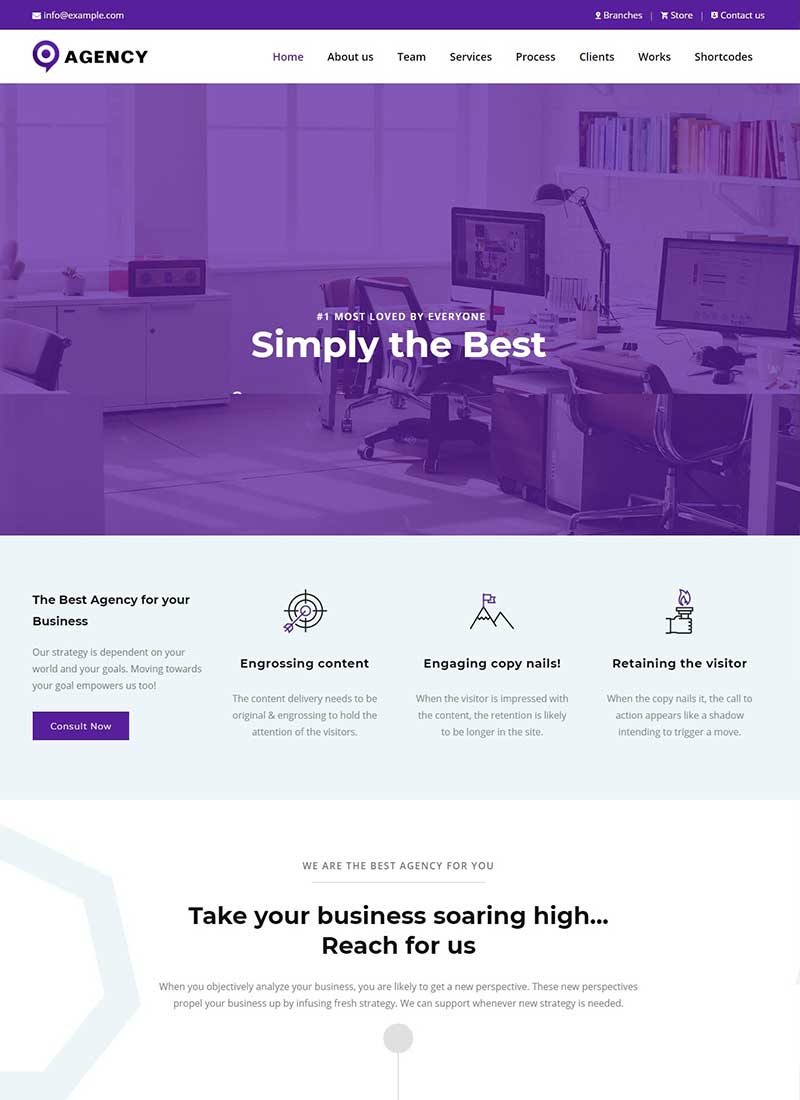 info@example.com
Branches | Store | Contact us
AGENCY
Home About us Team Services Process Clients Works Shortcodes
#1 MOST LOVED BY EVERYONE
Simply the Best
The Best Agency for your
Business
Our strategy is dependent on your
world and your goals. Moving towards
your goal empowers us too!
Consult Now
Engrossing content
The content delivery needs to be
original & engrossing to hold the
attention of the visitors.
Engaging copy nails!
When the visitor is impressed with
the content, the retention is likely
to be longer in the site.
Retaining the visitor
When the copy nails it, the call to
action appears like a shadow
intending to trigger a move.
WE ARE THE BEST AGENCY FOR YOU
Take your business soaring high...
Reach for us
When you objectively analyze your business, you are likely to get a new perspective. These new perspectives
propel your business up by infusing fresh strategy. We can support whenever new strategy is needed.